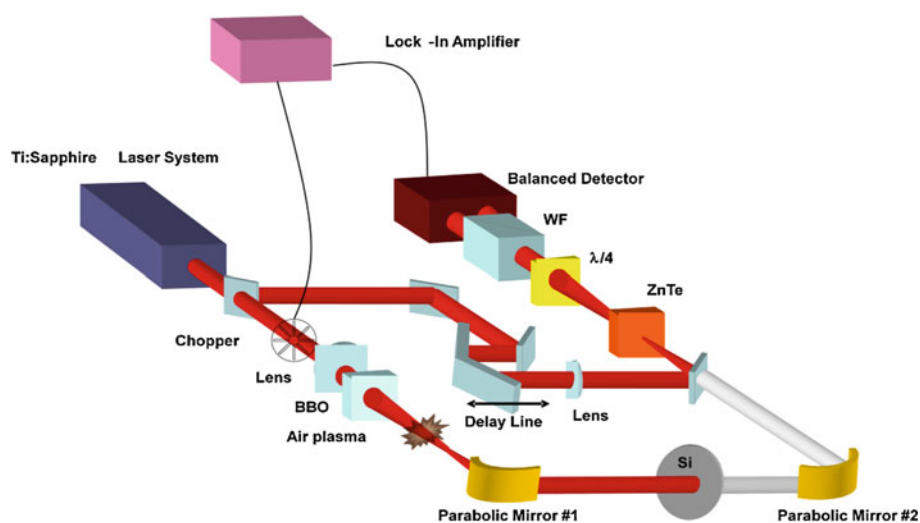 Lock -In Amplifier
Ti:Sapphire Laser System
Balanced Detector
WF
λ/4
ZnTe
Chopper
Lens
BBO
Delay Line
Lens
Air plasma
Si
Parabolic Mirror #1
Parabolic Mirror #2